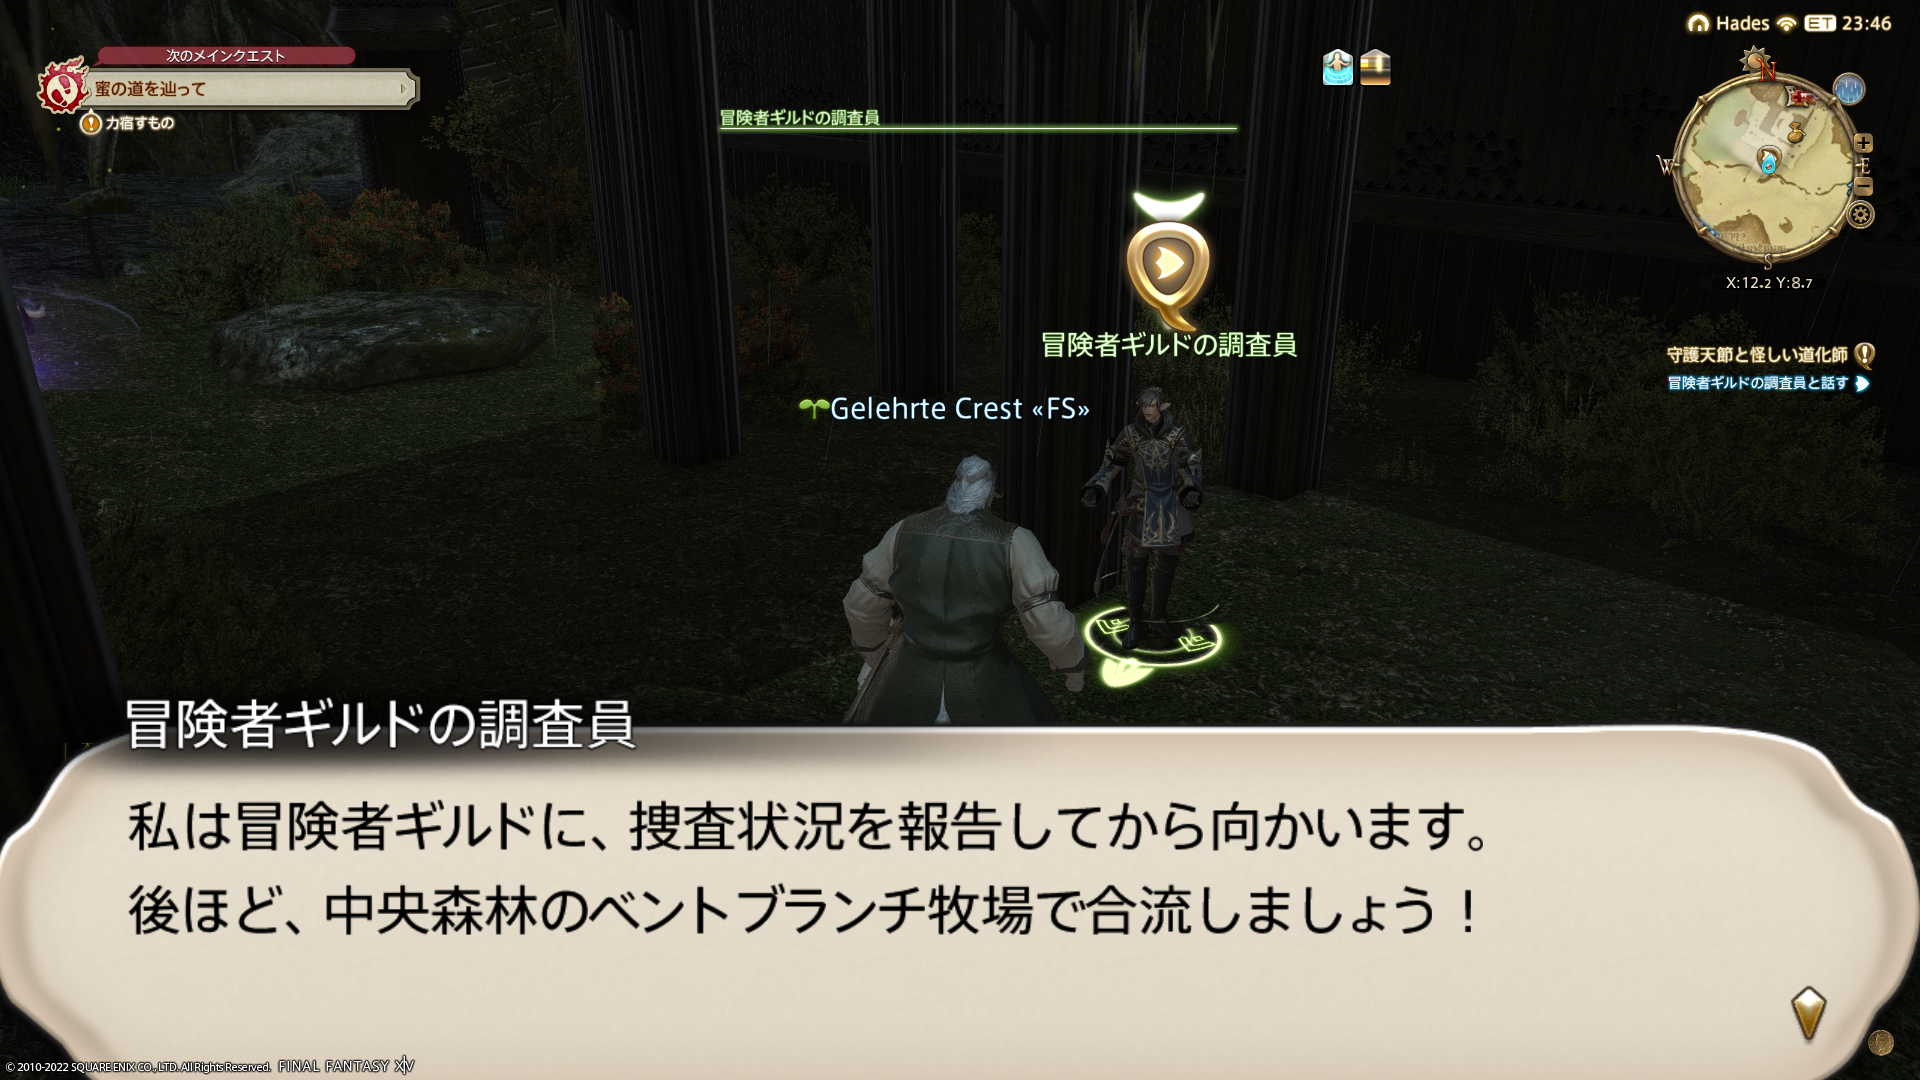 次のメインクエスト
蜜の道を辿って
力宿すもの
冒険者ギルドの調査員
Hades ET 23:46
N
W
E
S
X:12.2 Y:8.7
守護天節と怪しい道化師
冒険者ギルドの調査員と話す
冒険者ギルドの調査員
Gelehrte Crest «FS»
冒険者ギルドの調査員
私は冒険者ギルドに、捜査状況を報告してから向かいます。
後ほど、中央森林のベントブランチ牧場で合流しましょう！
© 2010-2022 SQUARE ENIX CO., LTD. All Rights Reserved. FINAL FANTASY XIV